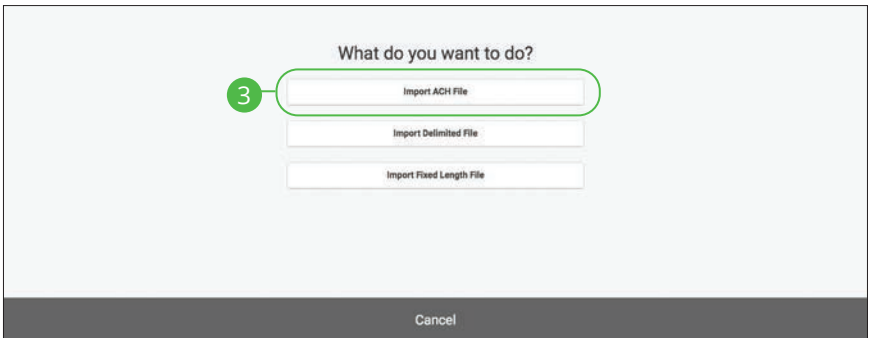 What do you want to do?
3
Import ACH File
Import Delimited File
Import Fixed Length File
Cancel